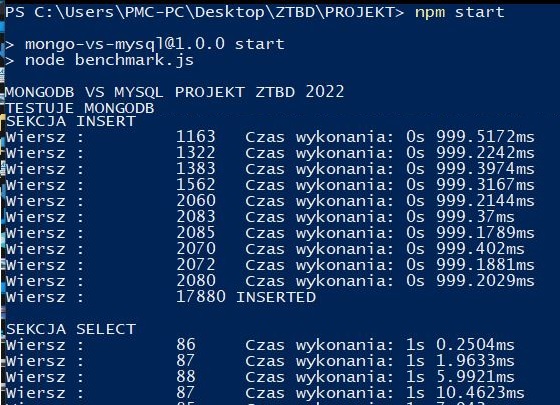 PS C:\Users\PMC-PC\Desktop\ZTBD\PROJEKT> npm start
> mongo-vs-mysql@1.0.0 start
> node benchmark.js
MONGODB VS MYSQL PROJEKT ZTBD 2022
TESTUJE MONGODB
SEKCJA INSERT
Wiersz : 1163 Czas wykonania: 0s 999.5172ms
Wiersz : 1322 Czas wykonania: 0s 999.2242ms
Wiersz : 1383 Czas wykonania: 0s 999.3974ms
Wiersz : 1562 Czas wykonania: 0s 999.3167ms
Wiersz : 2060 Czas wykonania: 0s 999.2144ms
Wiersz : 2083 Czas wykonania: 0s 999.37ms
Wiersz : 2085 Czas wykonania: 0s 999.1789ms
Wiersz : 2070 Czas wykonania: 0s 999.402ms
Wiersz : 2072 Czas wykonania: 0s 999.1881ms
Wiersz : 2080 Czas wykonania: 0s 999.2029ms
Wiersz : 17880 INSERTED
SEKCJA SELECT
Wiersz : 86 Czas wykonania: 1s 0.2504ms
Wiersz : 87 Czas wykonania: 1s 1.9633ms
Wiersz : 88 Czas wykonania: 1s 5.9921ms
Wiersz : 87 Czas wykonania: 1s 10.4623ms